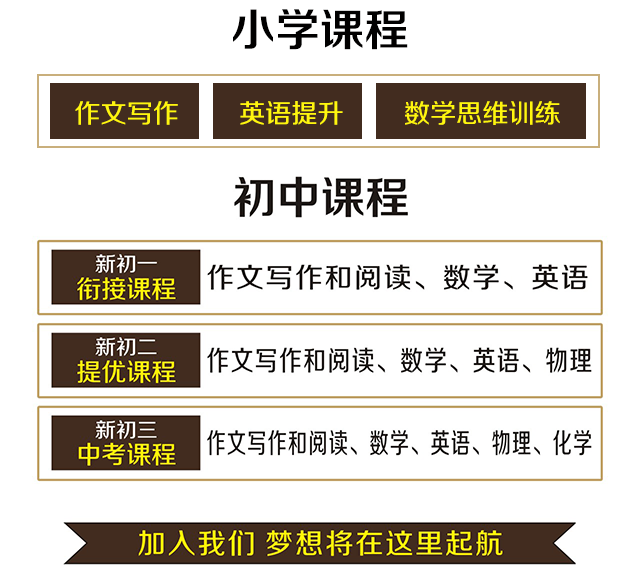 小学课程
作文写作 英语提升 数学思维训练
初中课程
新初一
衔接课程
作文写作和阅读、数学、英语
新初二
提优课程
作文写作和阅读、数学、英语、物理
新初三
中考课程
作文写作和阅读、数学、英语、物理、化学
加入我们 梦想将在这里起航